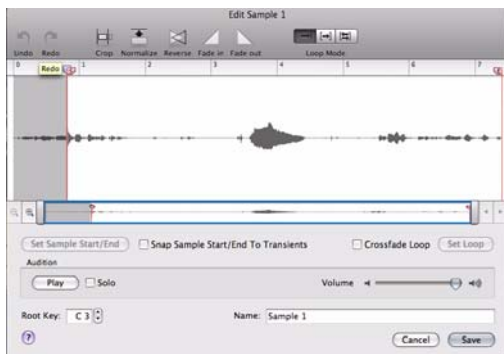 Edit Sample 1
Undo Redo Crop Normalize Reverse Fade in Fade out Loop Mode
0 1 2 3 4 5 6 7
Redo
Set Sample Start/End Snap Sample Start/End To Transients Crossfade Loop Set Loop
Audition
Play Solo Volume
Root Key: C 3 Name: Sample 1
? Cancel Save